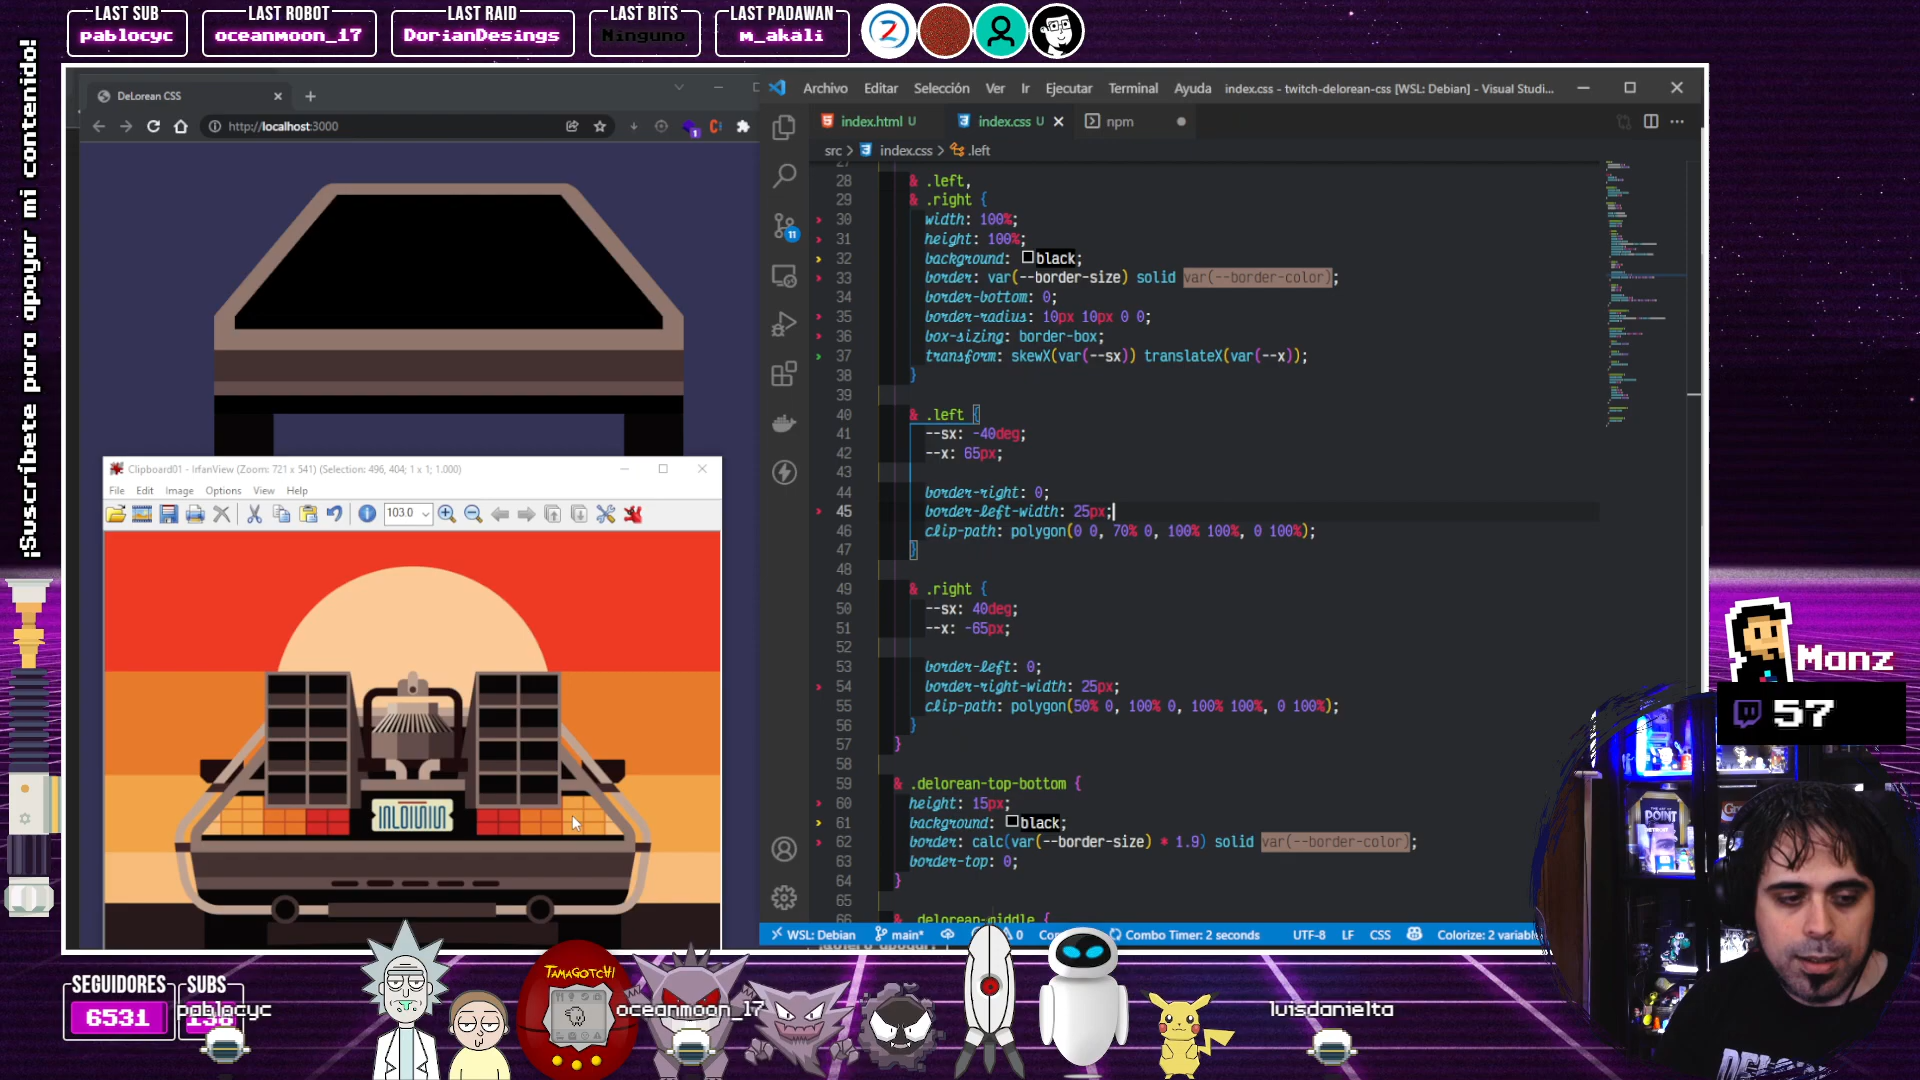 LAST SUB
pablocyc
LAST ROBOT
oceanmoon_17
LAST RAID
DorianDesings
LAST BITS
Ninguno
LAST PADAWAN
m_akali
¡Suscríbete para apoyar mi contenido!
DeLorean CSS
http://localhost:3000
Archivo Editar Selección Ver Ir Ejecutar Terminal Ayuda
index.css - twitch-delorean-css [WSL: Debian] - Visual Studi...
index.html U
index.css U
npm
src > index.css > .left
27
28 & .left,
29 & .right {
30 width: 100%;
31 height: 100%;
32 background: black;
33 border: var(--border-size) solid var(--border-color);
34 border-bottom: 0;
35 border-radius: 10px 10px 0 0;
36 box-sizing: border-box;
37 transform: skewX(var(--sx)) translateX(var(--x));
38 }
39
40 & .left {
41 --sx: -40deg;
42 --x: 65px;
43
44 border-right: 0;
45 border-left-width: 25px;
46 clip-path: polygon(0 0, 70% 0, 100% 100%, 0 100%);
47 }
48
49 & .right {
50 --sx: 40deg;
51 --x: -65px;
52
53 border-left: 0;
54 border-right-width: 25px;
55 clip-path: polygon(50% 0, 100% 0, 100% 100%, 0 100%);
56 }
57 }
58
59 & .delorean-top-bottom {
60 height: 15px;
61 background: black;
62 border: calc(var(--border-size) * 1.9) solid var(--border-color);
63 border-top: 0;
64 }
65
66 & .delorean-middle {
11
Clipboard01 - IrfanView (Zoom: 721 x 541) (Selection: 496, 404; 1 x 1; 1.000)
File Edit Image Options View Help
103.0
WSL: Debian
main*
0
Combo Timer: 2 seconds
UTF-8
LF
CSS
Colorize: 2 variabl
Manz
57
SEGUIDORES
6531
SUBS
138
pablocyc
TAMAGOTCHI
oceanmoon_17
luisdanielta
POINT